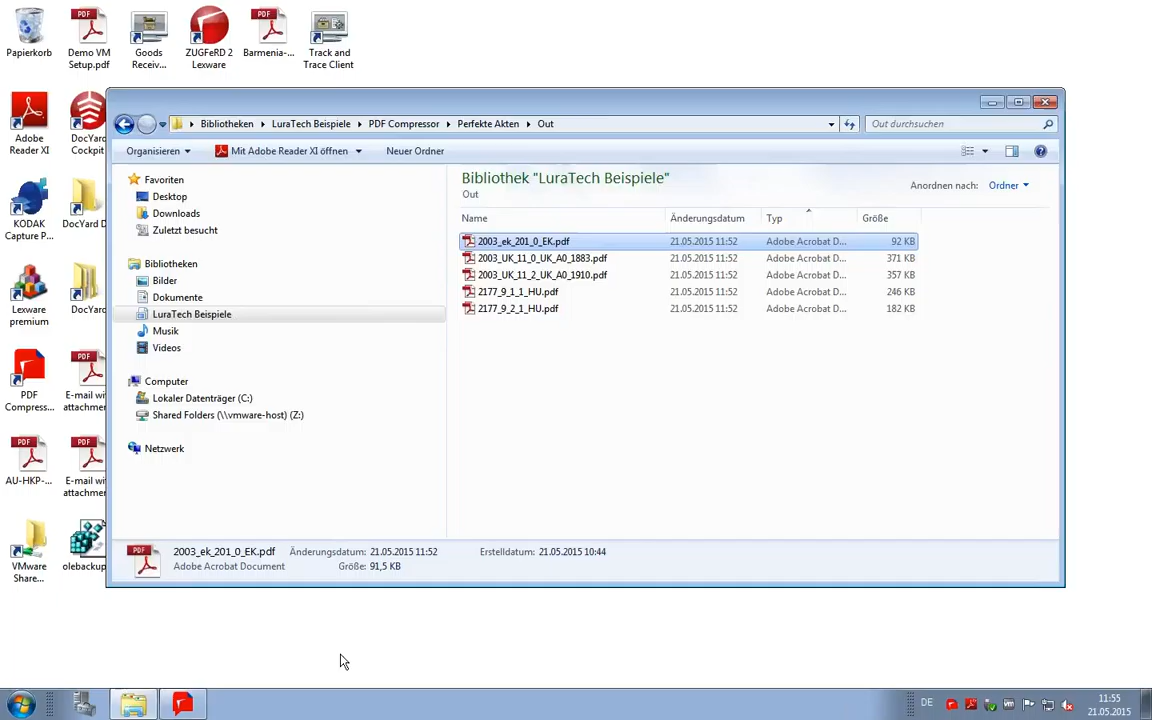 Papierkorb
Demo VM
Setup.pdf
Goods
Receiv...
ZUGFeRD 2
Lexware
Barmenia-...
Track and
Trace Client
Adobe
Reader XI
DocYard
Cockpit
KODAK
Capture P...
DocYard D
Lexware
premium
DocYard
PDF
Compress...
E-mail wi
attachmen
AU-HKP-...
E-mail wi
attachmen
VMware
Share...
olebackup
Bibliotheken
LuraTech Beispiele
PDF Compressor
Perfekte Akten
Out
Out durchsuchen
Organisieren
Mit Adobe Reader XI öffnen
Neuer Ordner
Favoriten
Desktop
Downloads
Zuletzt besucht
Bibliotheken
Bilder
Dokumente
LuraTech Beispiele
Musik
Videos
Computer
Lokaler Datenträger (C:)
Shared Folders (\\vmware-host) (Z:)
Netzwerk
Bibliothek "LuraTech Beispiele"
Out
Anordnen nach: Ordner
Name Änderungsdatum Typ Größe
2003_ek_201_0_EK.pdf 21.05.2015 11:52 Adobe Acrobat D... 92 KB
2003_UK_11_0_UK_A0_1883.pdf 21.05.2015 11:52 Adobe Acrobat D... 371 KB
2003_UK_11_2_UK_A0_1910.pdf 21.05.2015 11:52 Adobe Acrobat D... 357 KB
2177_9_1_1_HU.pdf 21.05.2015 11:52 Adobe Acrobat D... 246 KB
2177_9_2_1_HU.pdf 21.05.2015 11:52 Adobe Acrobat D... 182 KB
2003_ek_201_0_EK.pdf Änderungsdatum: 21.05.2015 11:52 Erstelldatum: 21.05.2015 10:44
Adobe Acrobat Document Größe: 91,5 KB
DE
11:55
21.05.2015